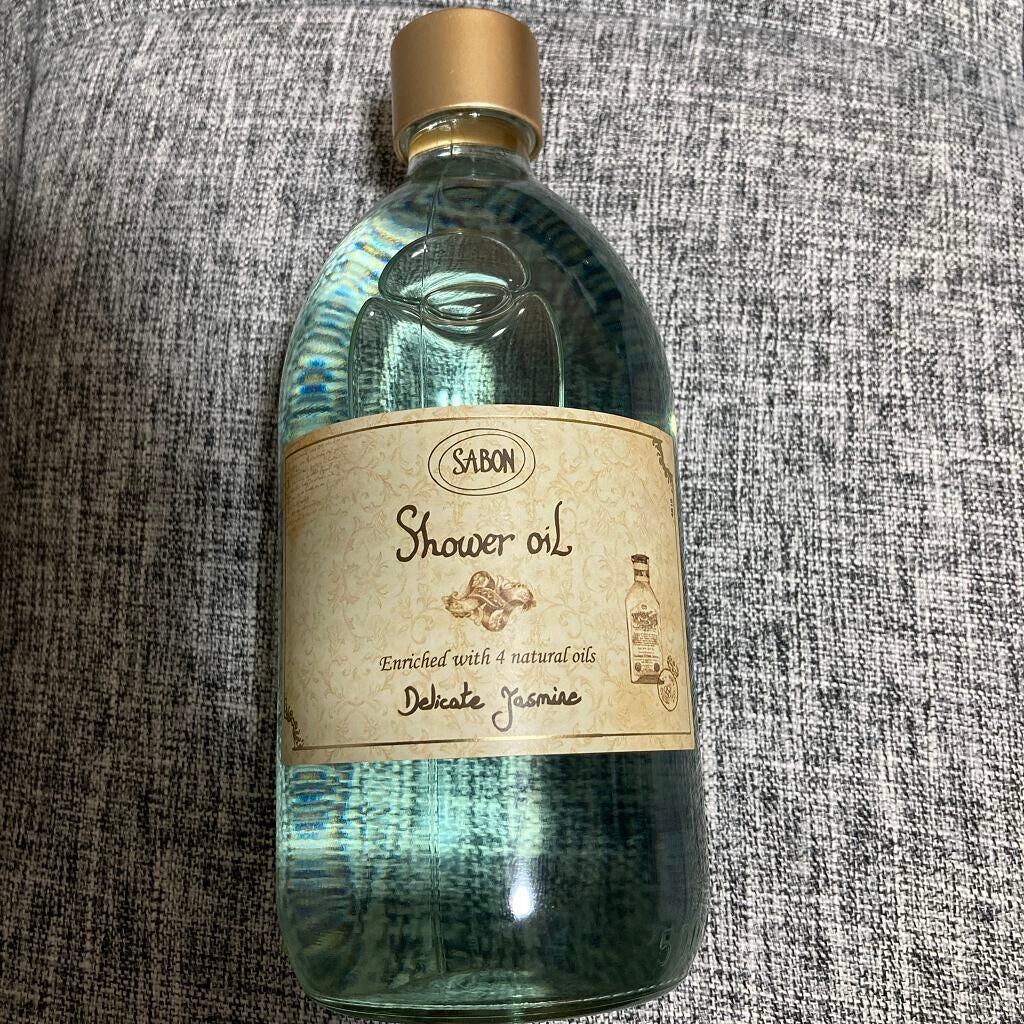 SABON
Shower oil
Enriched with 4 natural oils
Delicate Jasmine